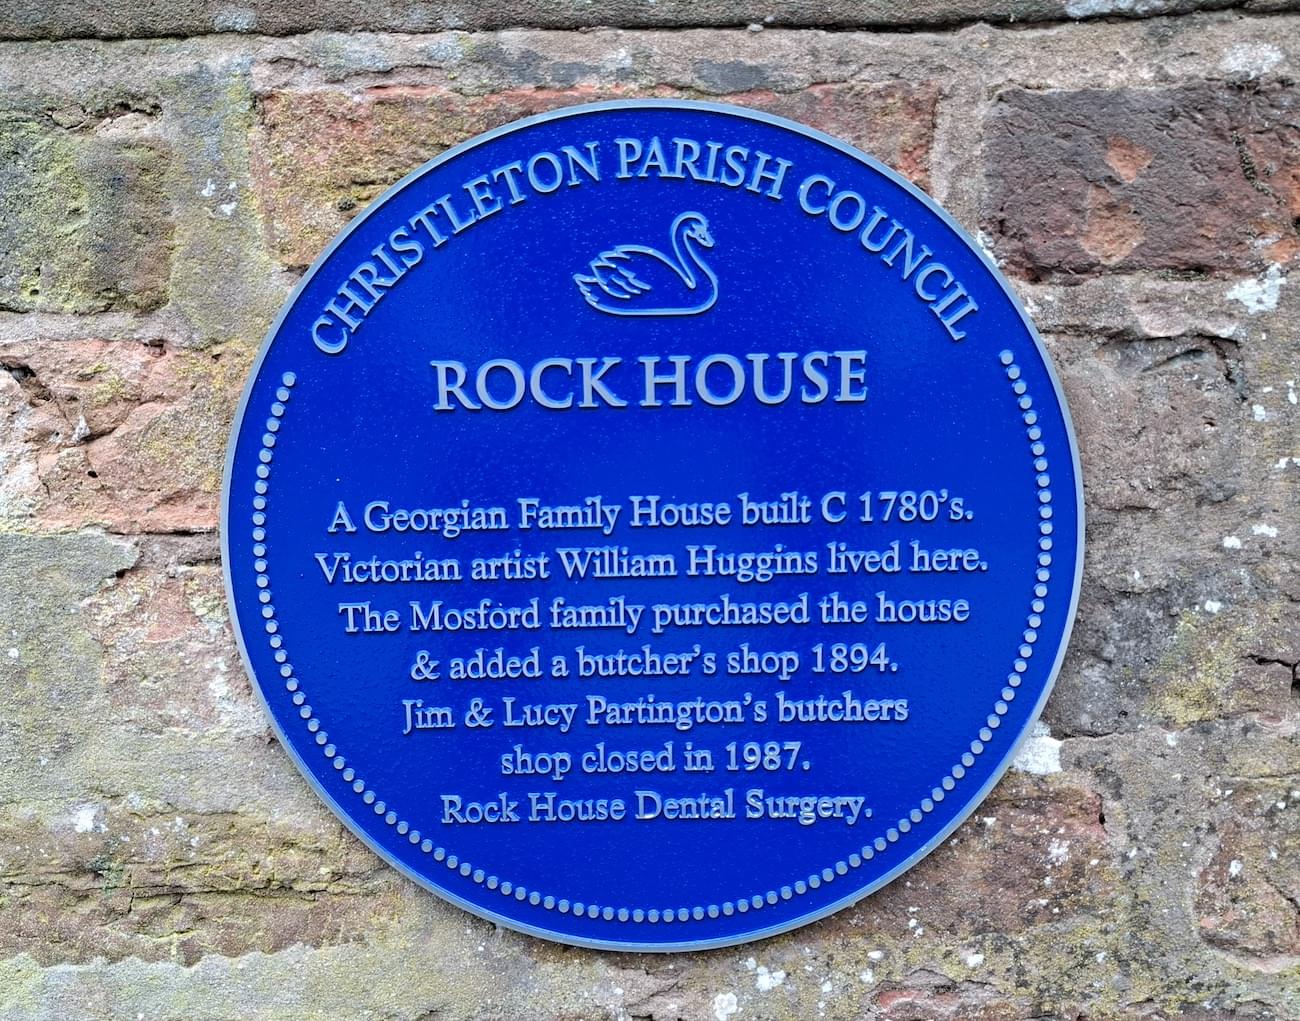 CHRISTLETON PARISH COUNCIL
ROCK HOUSE
A Georgian Family House built C 1780's.
Victorian artist William Huggins lived here.
The Mosford family purchased the house
& added a butcher's shop 1894.
Jim & Lucy Partington's butchers
shop closed in 1987.
Rock House Dental Surgery.